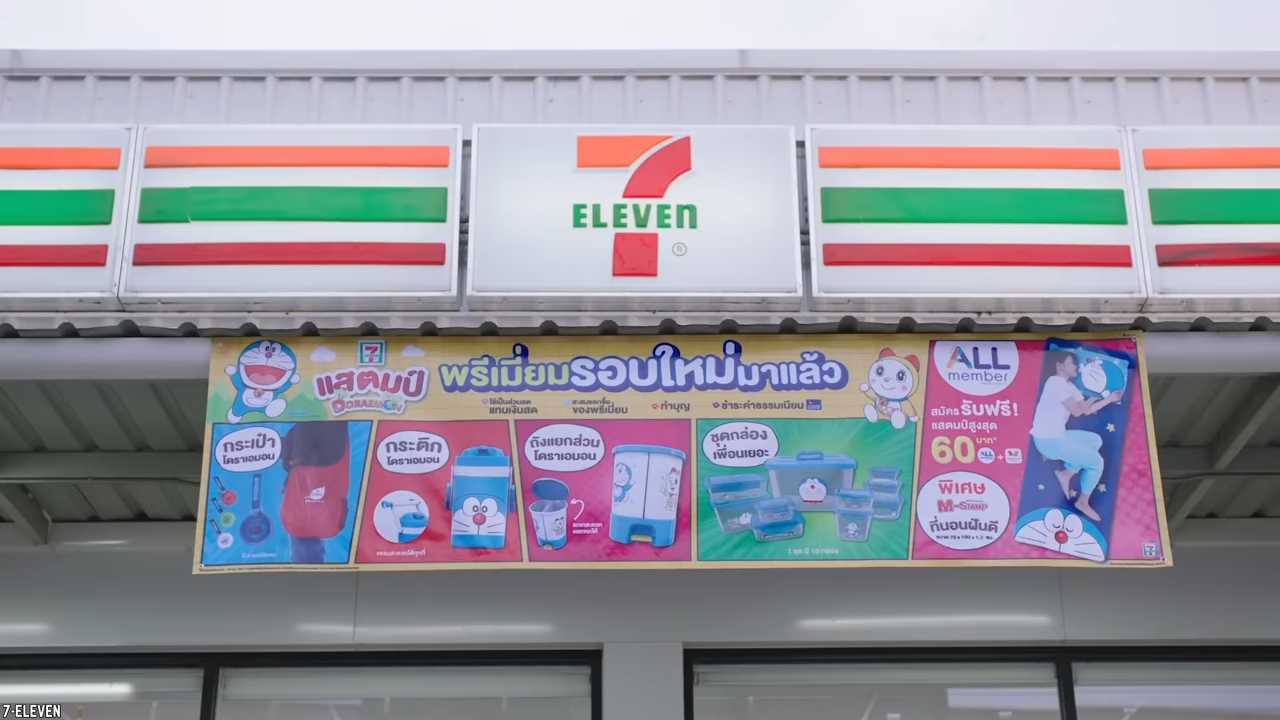 7
ELEVEN
®
แสตมป์
DORAEMON
พรีเมี่ยมรอบใหม่มาแล้ว
ใช้เป็นส่วนลด
แทนเงินสด
สะสมแลกซื้อ
ของพรีเมี่ยม
ทำบุญ
ชำระค่าธรรมเนียม
ALL
member
สมัครรับฟรี!
แสตมป์สูงสุด
60 บาท*
ALL +
พิเศษ
M-STAMP
ที่นอนฝันดี
กระเป๋า
โดราเอมอน
กระติก
โดราเอมอน
ถังแยกส่วน
โดราเอมอน
ชุดกล่อง
เพื่อนเยอะ
7-ELEVEN